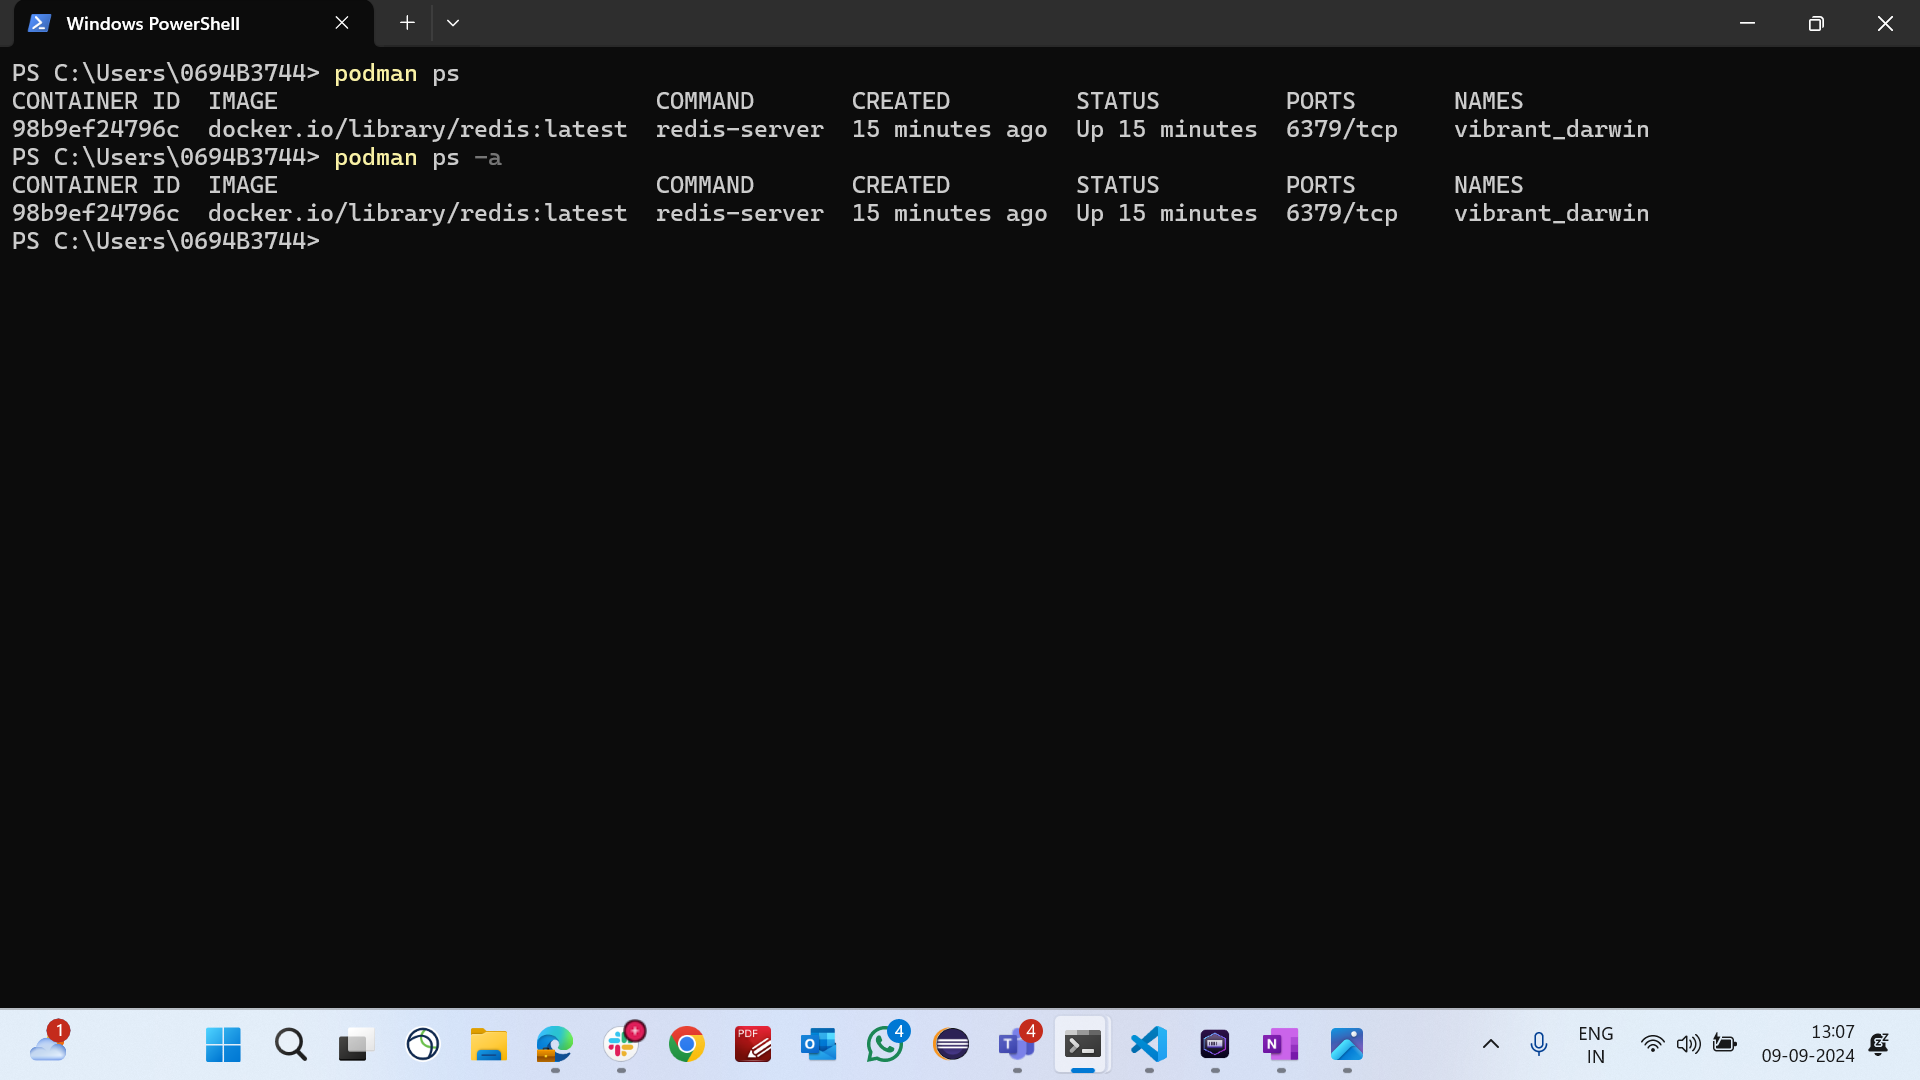 Windows PowerShell
PS C:\Users\0694B3744> podman ps
CONTAINER ID  IMAGE                           COMMAND       CREATED         STATUS         PORTS       NAMES
98b9ef24796c  docker.io/library/redis:latest  redis-server  15 minutes ago  Up 15 minutes  6379/tcp    vibrant_darwin
PS C:\Users\0694B3744> podman ps -a
CONTAINER ID  IMAGE                           COMMAND       CREATED         STATUS         PORTS       NAMES
98b9ef24796c  docker.io/library/redis:latest  redis-server  15 minutes ago  Up 15 minutes  6379/tcp    vibrant_darwin
PS C:\Users\0694B3744>
1
PDF
O
4
T
4
N
ENG
IN
13:07
09-09-2024